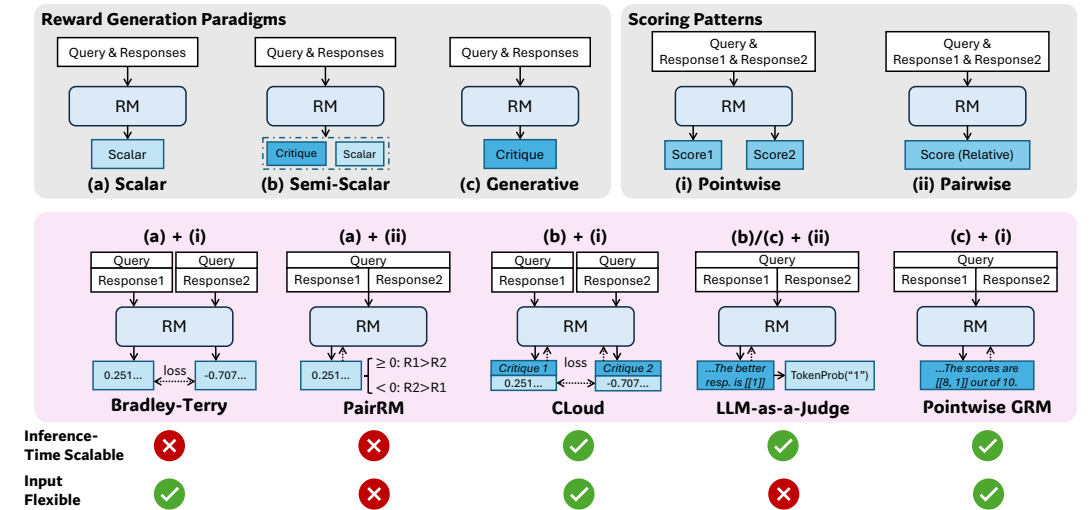 Reward Generation Paradigms
Query & Responses
RM
Scalar
(a) Scalar
Query & Responses
RM
Critique
Scalar
(b) Semi-Scalar
Query & Responses
RM
Critique
(c) Generative
Scoring Patterns
Query &
Response1 & Response2
RM
Score1
Score2
(i) Pointwise
Query &
Response1 & Response2
RM
Score (Relative)
(ii) Pairwise
(a) + (i)
Query
Query
Response1
Response2
RM
0.251...
loss
-0.707...
Bradley-Terry
(a) + (ii)
Query
Response1
Response2
RM
0.251...
≥ 0: R1>R2
< 0: R2>R1
PairRM
(b) + (i)
Query
Query
Response1
Response2
RM
Critique 1
0.251...
loss
Critique 2
-0.707...
CLoud
(b)/(c) + (ii)
Query
Response1
Response2
RM
...The better
resp. is [[1]]
TokenProb("1")
LLM-as-a-Judge
(c) + (i)
Query
Response1
Response2
RM
...The scores are
[[8, 1]] out of 10.
Pointwise GRM
Inference-
Time Scalable
Input
Flexible